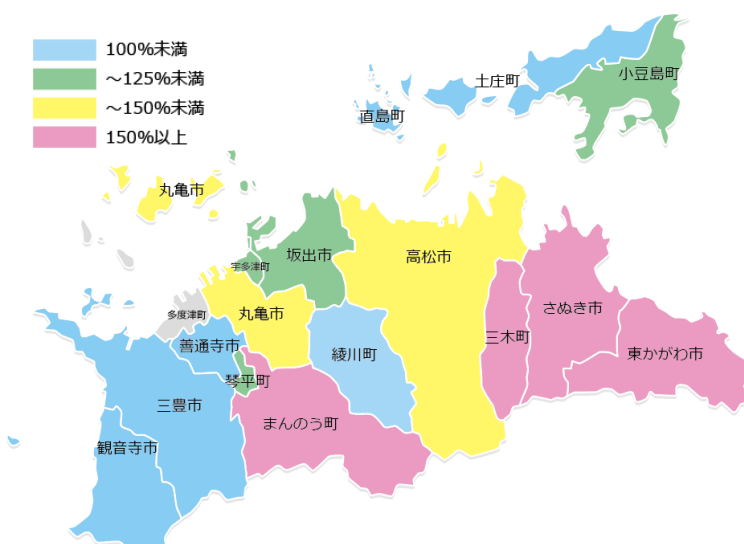 100%未満
～125%未満
～150%未満
150%以上
小豆島町
土庄町
直島町
丸亀市
坂出市
高松市
宇多津町
さぬき市
多度津町
丸亀市
三木町
善通寺市
綾川町
東かがわ市
琴平町
三豊市
まんのう町
観音寺市